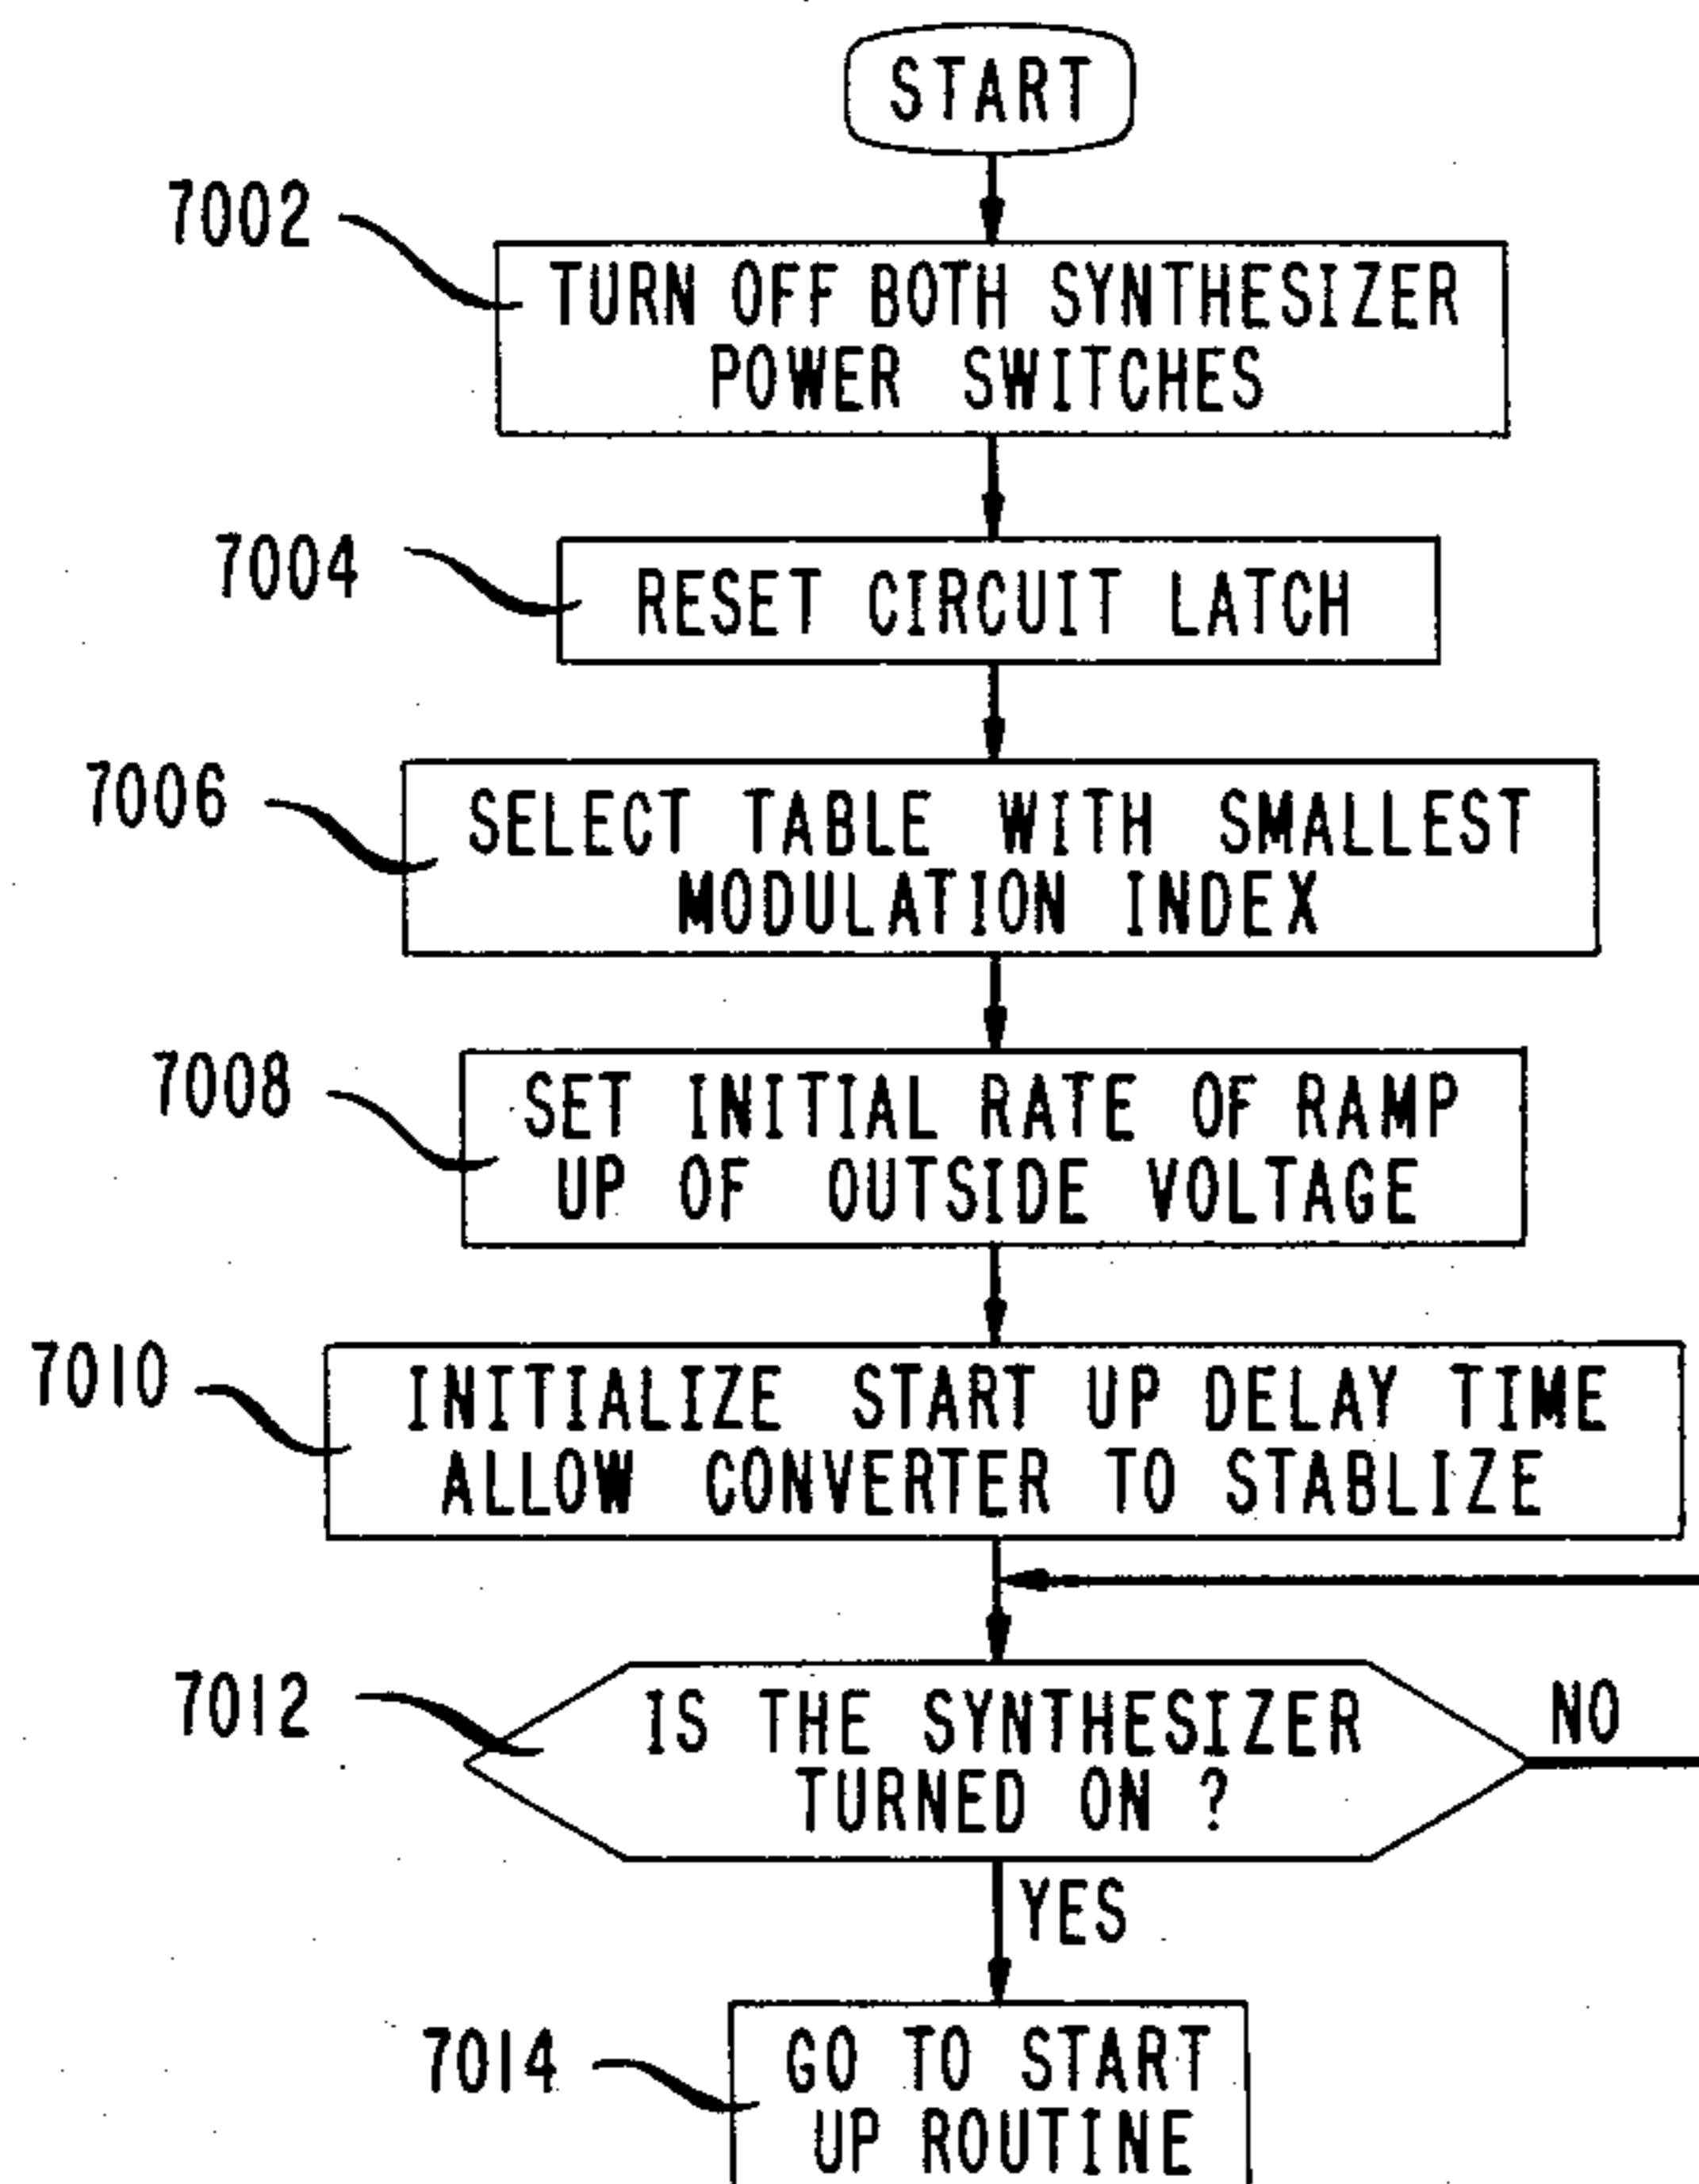 START
7002
TURN OFF BOTH SYNTHESIZER
POWER SWITCHES
7004
RESET CIRCUIT LATCH
7006
SELECT TABLE WITH SMALLEST
MODULATION INDEX
7008
SET INITIAL RATE OF RAMP
UP OF OUTSIDE VOLTAGE
7010
INITIALIZE START UP DELAY TIME
ALLOW CONVERTER TO STABLIZE
7012
IS THE SYNTHESIZER
TURNED ON ?
NO
YES
7014
GO TO START
UP ROUTINE